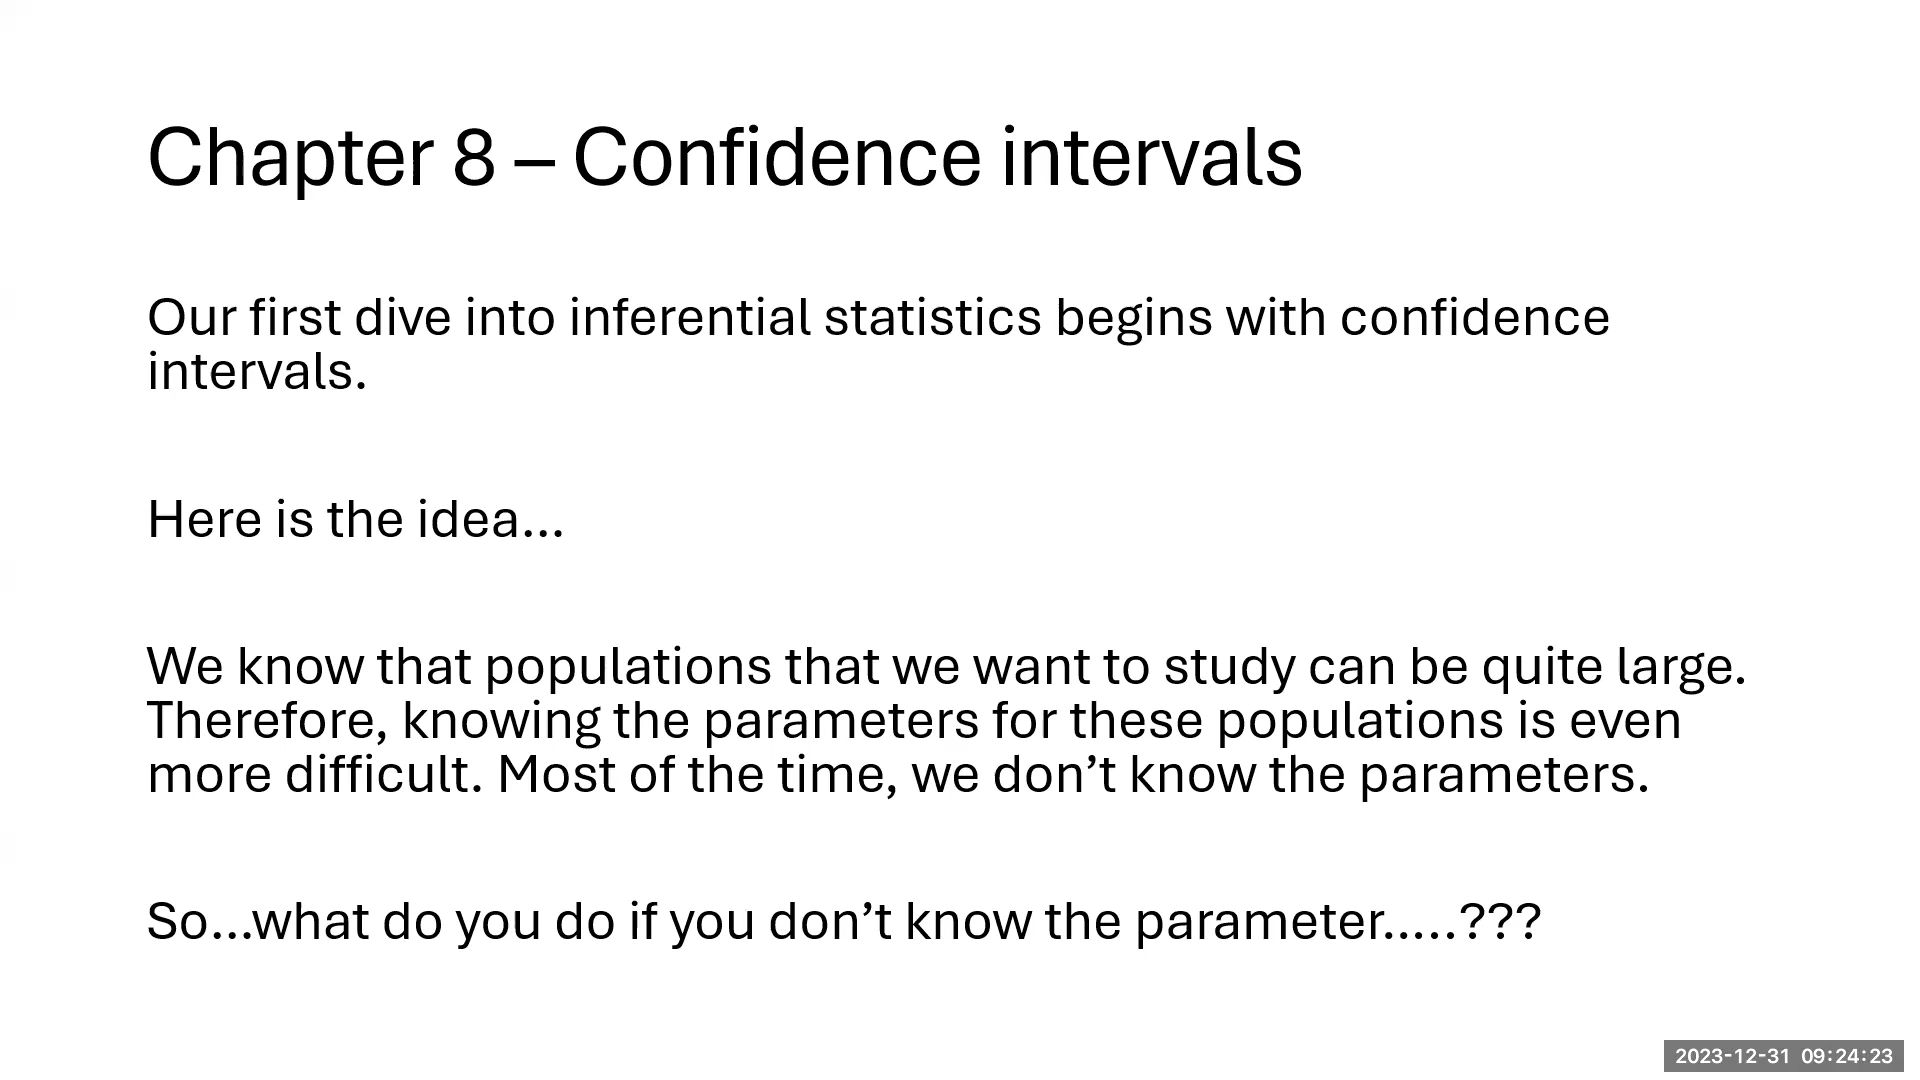 Chapter 8 – Confidence intervals
Our first dive into inferential statistics begins with confidence
intervals.
Here is the idea…
We know that populations that we want to study can be quite large.
Therefore, knowing the parameters for these populations is even
more difficult. Most of the time, we don’t know the parameters.
So…what do you do if you don’t know the parameter…..???
2023-12-31 09:24:23